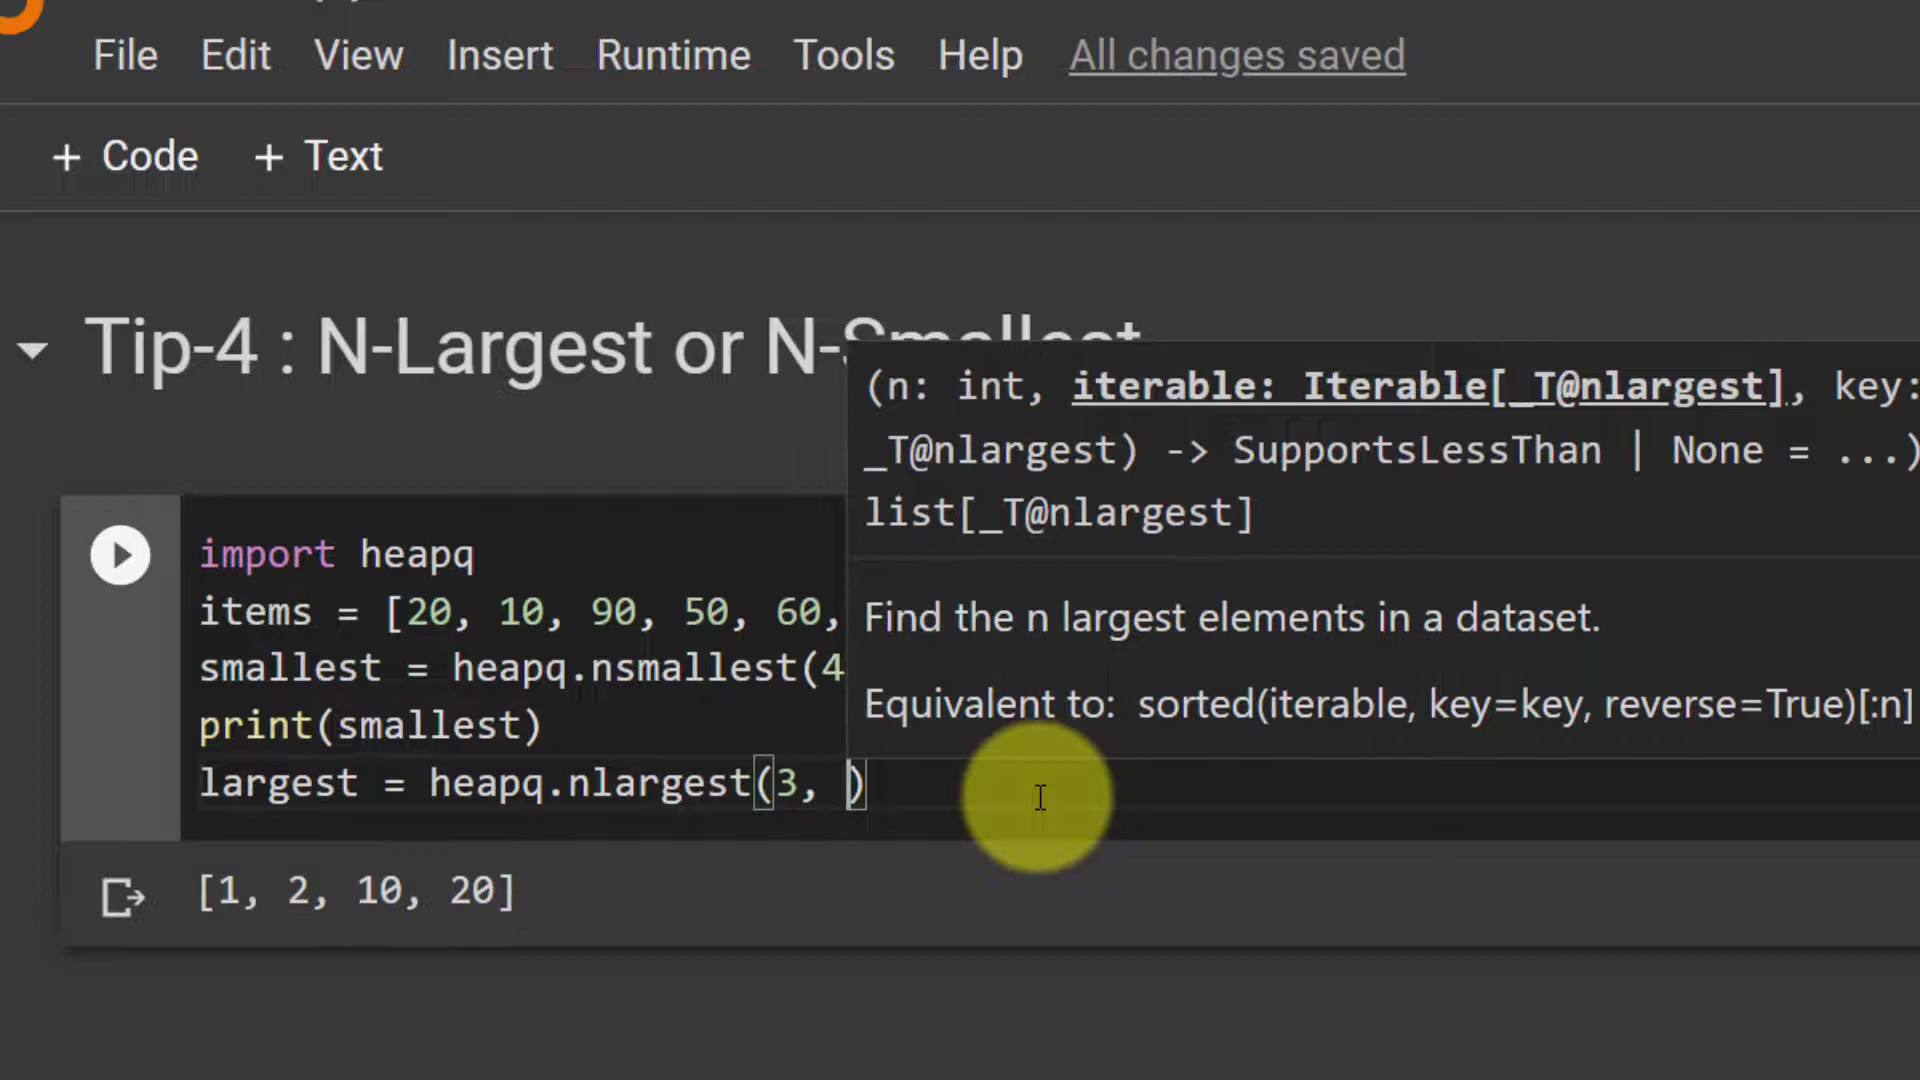 File Edit View Insert Runtime Tools Help All changes saved
+ Code + Text
Tip-4 : N-Largest or N-Smallest
(n: int, iterable: Iterable[_T@nlargest], key:
_T@nlargest) -> SupportsLessThan | None = ...)
list[_T@nlargest]
import heapq
items = [20, 10, 90, 50, 60,
Find the n largest elements in a dataset.
smallest = heapq.nsmallest(4
Equivalent to: sorted(iterable, key=key, reverse=True)[:n]
print(smallest)
largest = heapq.nlargest(3, )
[1, 2, 10, 20]